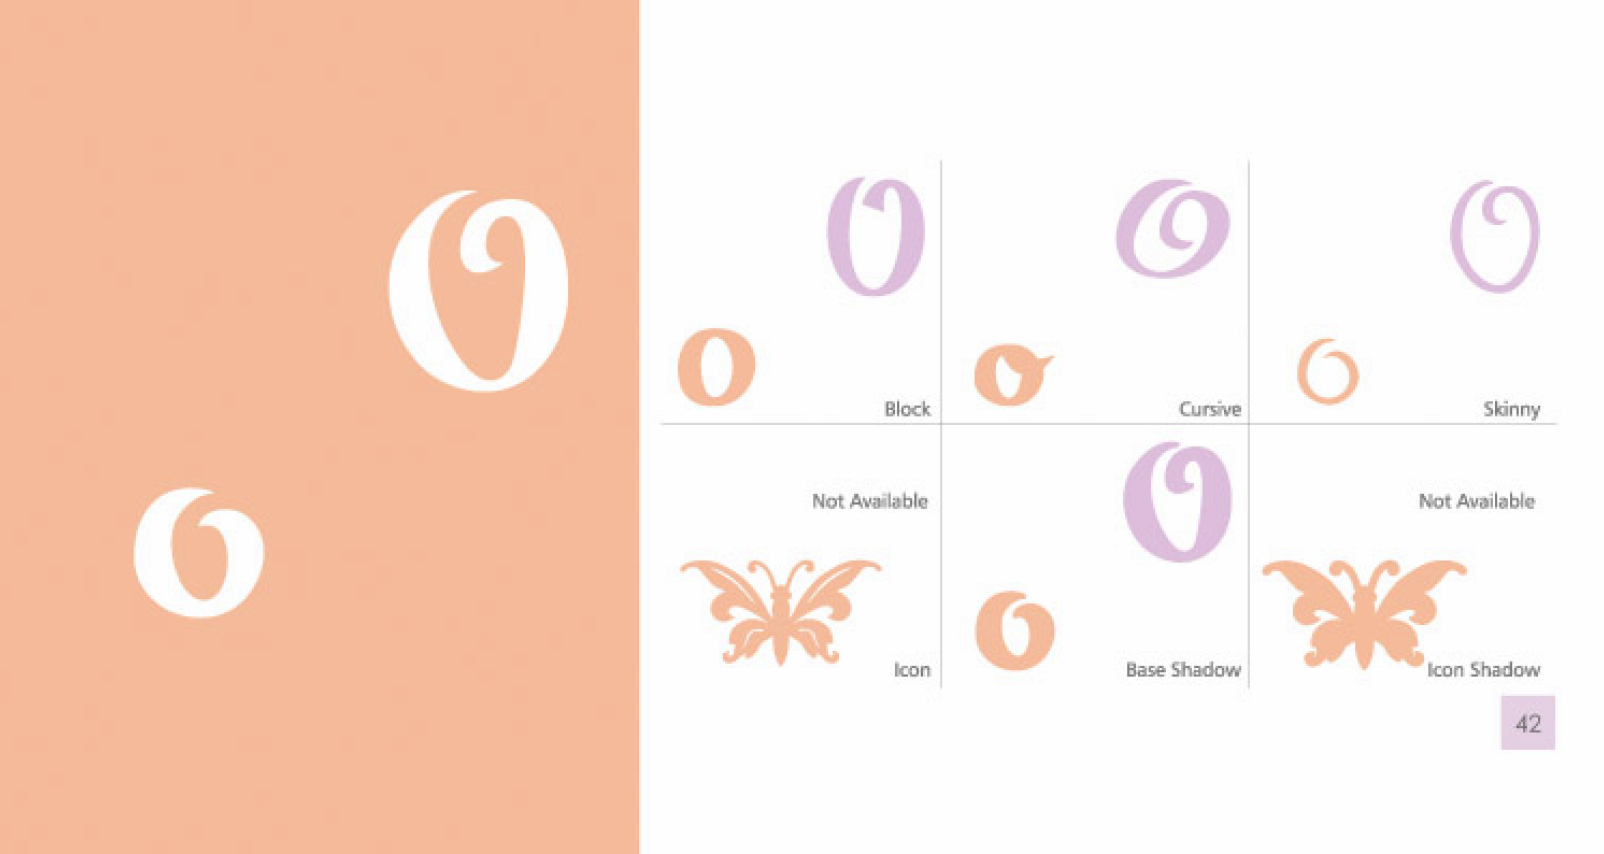 O
o
O
o
Block
O
o
Cursive
O
o
Skinny
Not Available
Icon
O
o
Base Shadow
Not Available
Icon Shadow
42